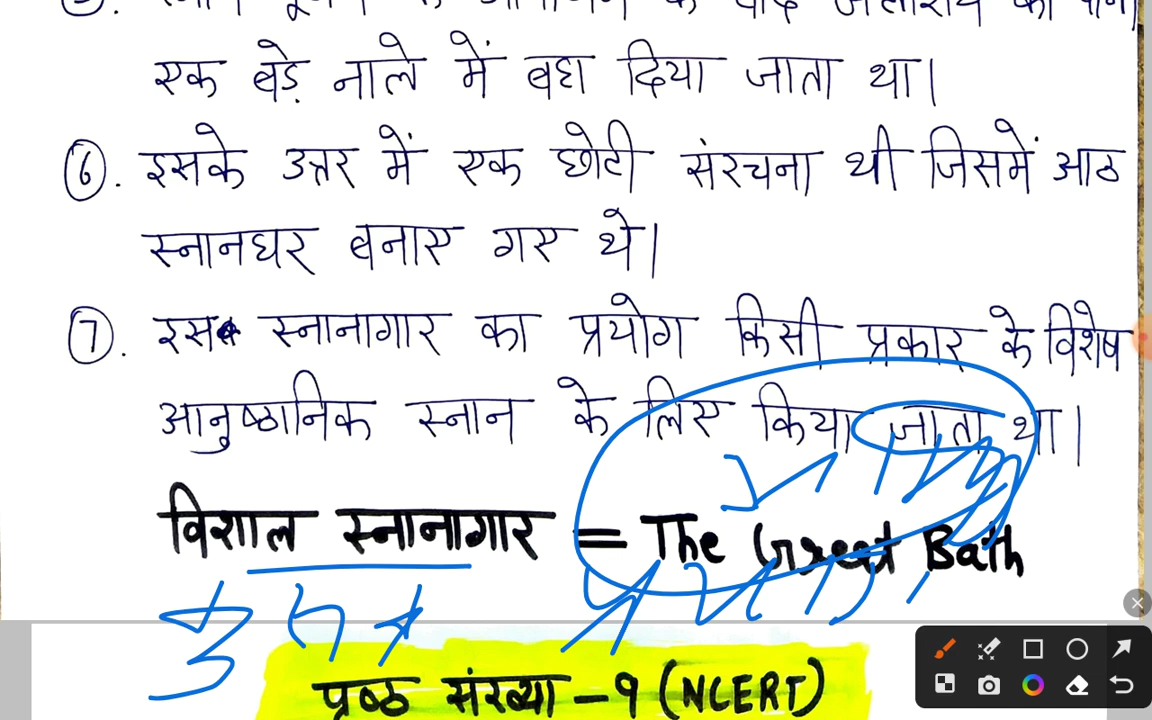 एक बड़े नाले में बहा दिया जाता था।
⑥. इसके उत्तर में एक छोटी संरचना थी जिसमें आठ
स्नानघर बनाए गए थे।
⑦. इस स्नानागार का प्रयोग किसी प्रकार के विशेष
आनुष्ठानिक स्नान के लिए किया जाता था।
विशाल स्नानागार = The Great Bath
पृष्ठ संख्या - 9 (NCERT)